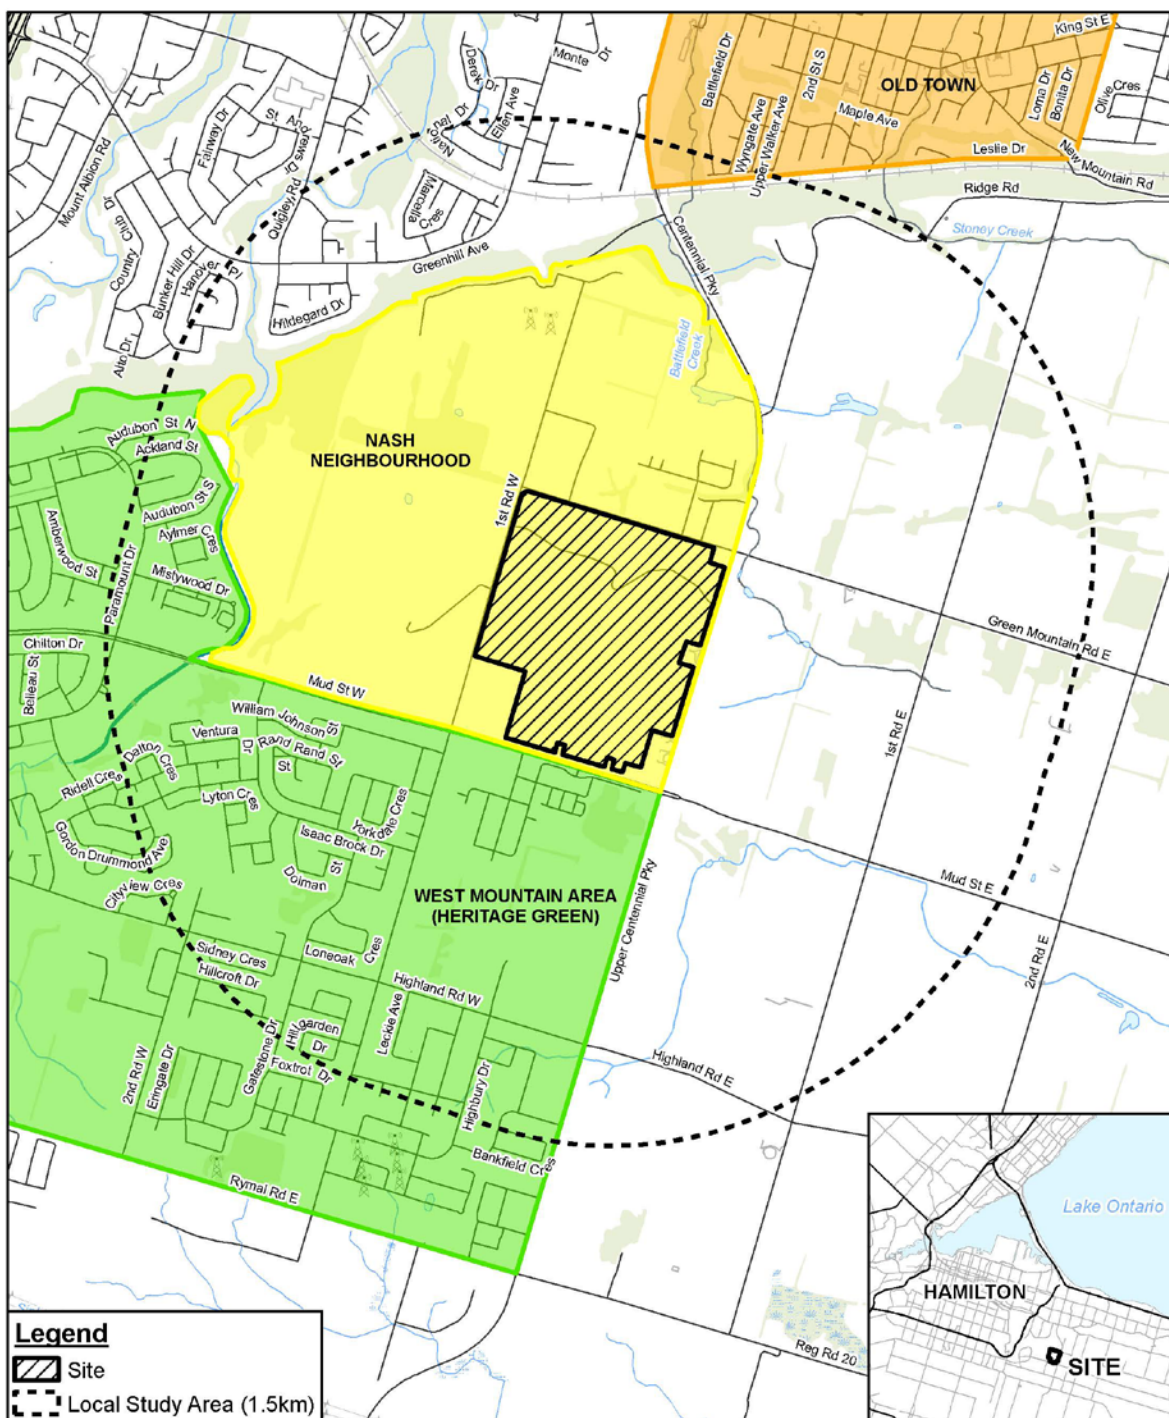 King St E
OLD TOWN
Battlefield Dr
2nd St S
Loma Dr
Bonita Dr
Olive Cres
Maple Ave
Wyngate Ave
Upper Walker Ave
Leslie Dr
New Mountain Rd
Ridge Rd
Stoney Creek
Monte Dr
Derek Dr
Ellen Ave
National Dr
St Andrews Dr
Fairway Dr
Mount Albion Rd
Quigley Rd
Marcella Cres
Country Club Dr
Bunker Hill Dr
Hanover Pl
Greenhill Ave
Hildegard Dr
Alto Dr
Centennial Pky
Battlefield
Creek
NASH
NEIGHBOURHOOD
1st Rd W
Audubon St N
Ackland St
Audubon St S
Aylmer Cres
Amberwood St
Paramount Dr
Mistywood Dr
Chilton Dr
Belleau St
Mud St W
Green Mountain Rd E
1st Rd E
William Johnson St
Ventura Dr
Rand Rand St
St
Dalton Cres
Ridell Cres
Lyton Cres
Yorkdale Cres
Isaac Brock Dr
Gordon Drummond Ave
Dolman St
Cityview Cres
WEST MOUNTAIN AREA
(HERITAGE GREEN)
Upper Centennial Pky
Mud St E
2nd Rd E
Sidney Cres
Loneoak Cres
Hillcroft Dr
Highland Rd W
Leckie Ave
Hillgarden Dr
Gatestone Dr
Foxtrot Dr
2nd Rd W
Eringate Dr
Highbury Dr
Highland Rd E
Bankfield Cres
Rymal Rd E
Reg Rd 20
Lake Ontario
HAMILTON
SITE
Legend
Site
Local Study Area (1.5km)